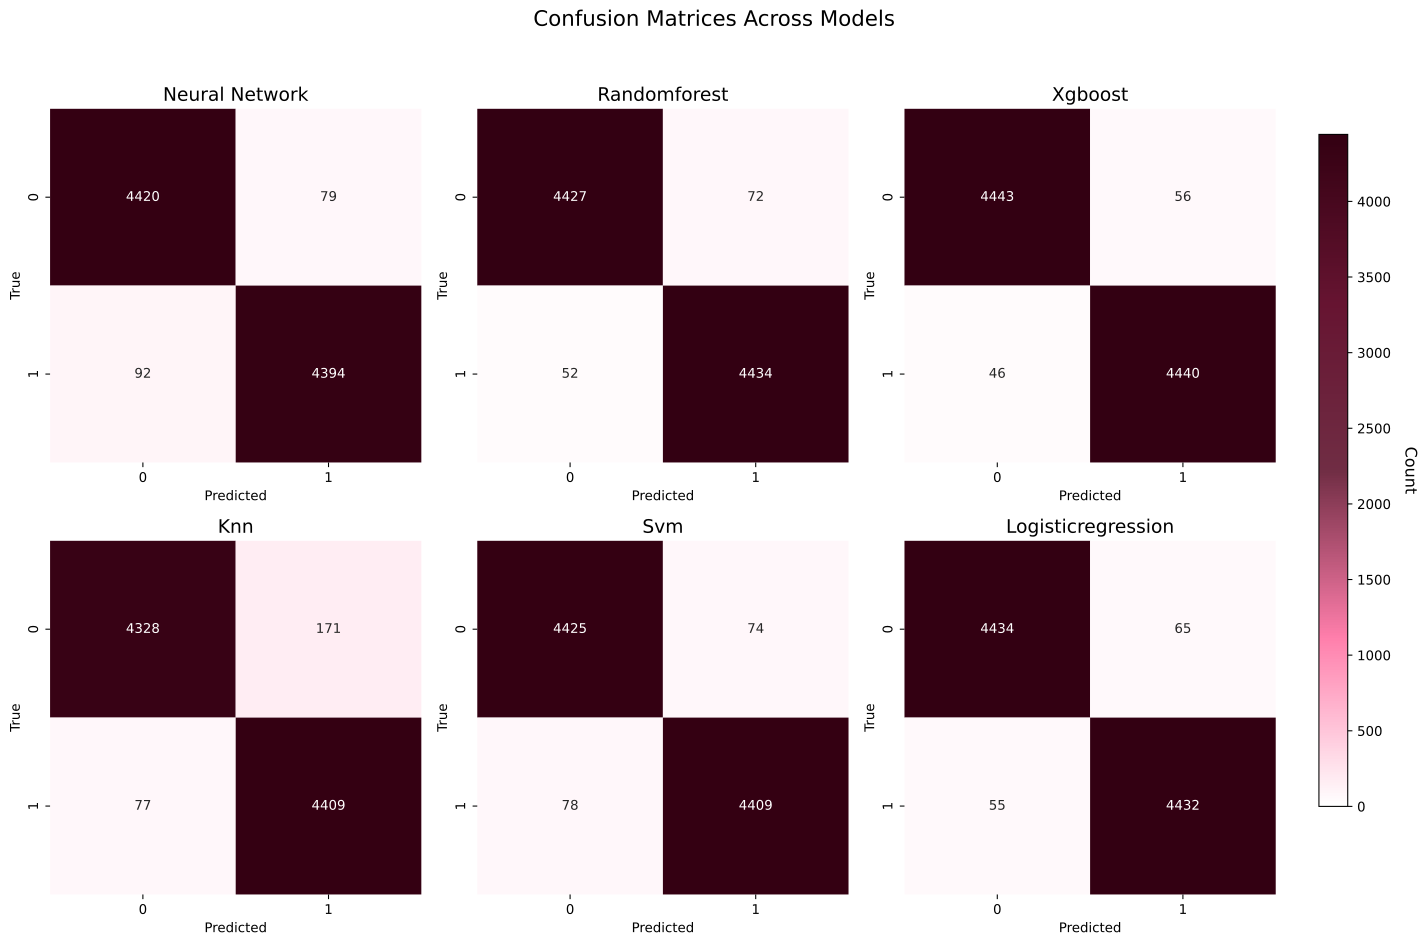 Confusion Matrices Across Models
Neural Network
0
4420
79
True
1
92
4394
0
1
Predicted
Randomforest
0
4427
72
True
1
52
4434
0
1
Predicted
Xgboost
0
4443
56
True
1
46
4440
0
1
Predicted
Knn
0
4328
171
True
1
77
4409
0
1
Predicted
Svm
0
4425
74
True
1
78
4409
0
1
Predicted
Logisticregression
0
4434
65
True
1
55
4432
0
1
Predicted
4000
3500
3000
2500
2000
1500
1000
500
0
Count